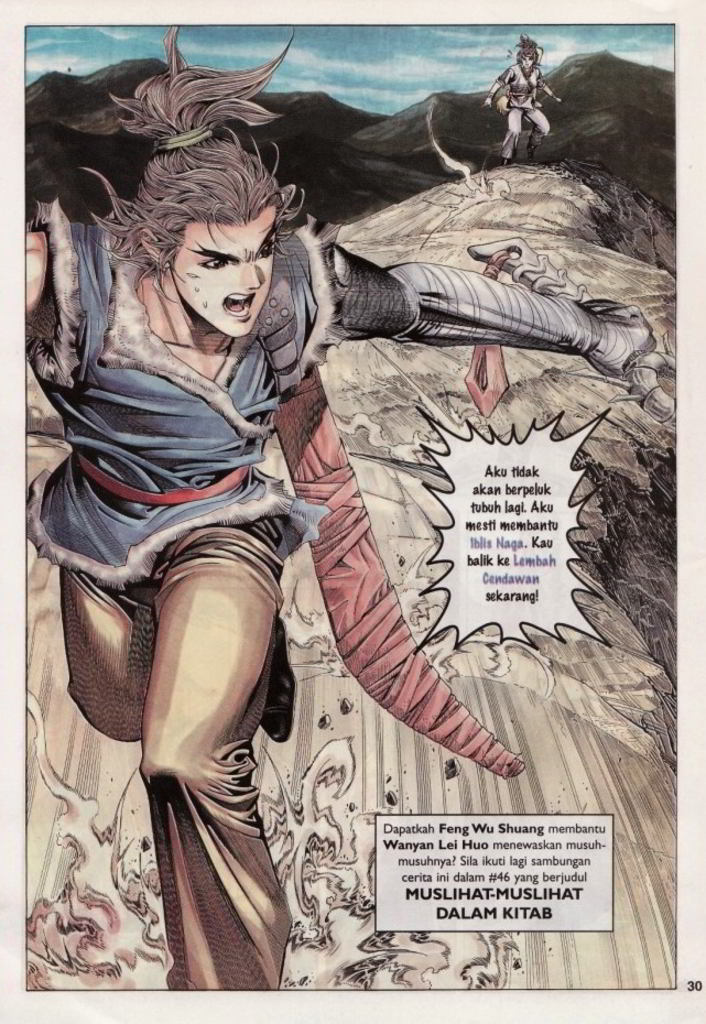 Aku tidak
akan berpeluk
tubuh lagi. Aku
mesti membantu
Iblis Naga. Kau
balik ke Lembah
Cendawan
sekarang!
Dapatkah Feng Wu Shuang membantu
Wanyan Lei Huo menewaskan musuh-
musuhnya? Sila ikuti lagi sambungan
cerita ini dalam #46 yang berjudul
MUSLIHAT-MUSLIHAT
DALAM KITAB
30